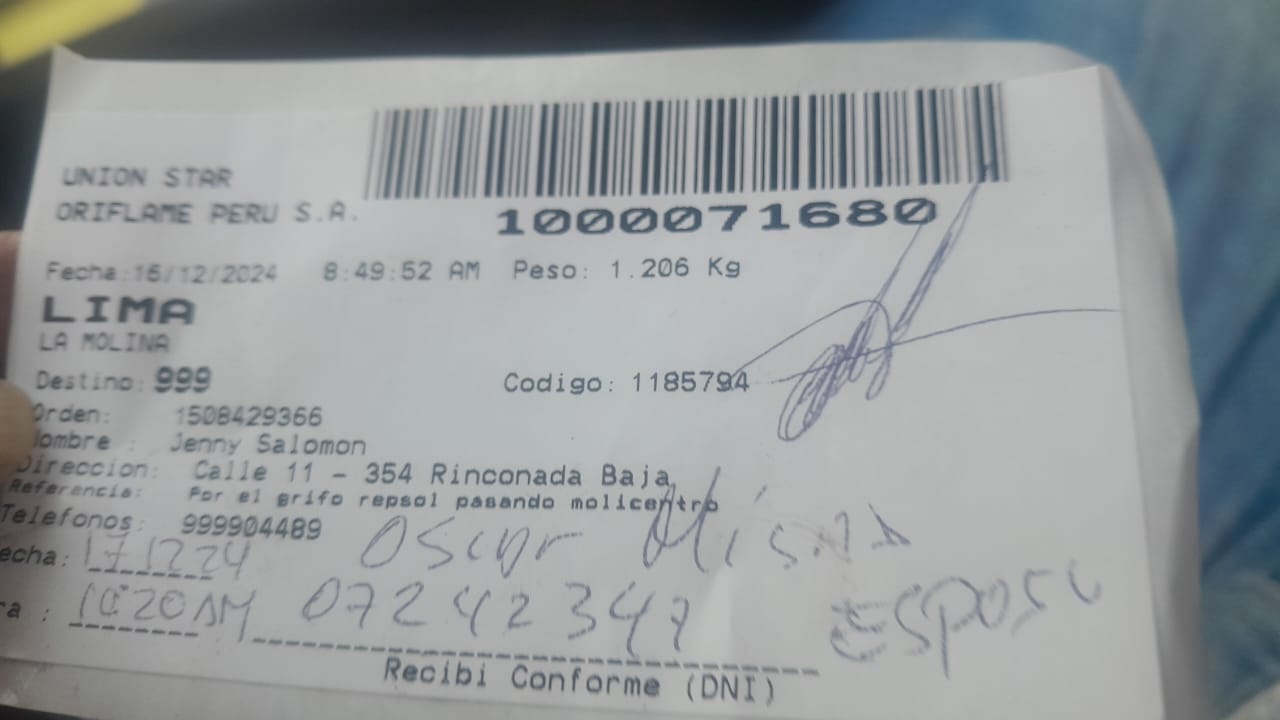 UNION STAR
ORIFLAME PERU S.A.
1000071680
Fecha:16/12/2024 8:49:52 AM Peso: 1.206 Kg
LIMA
LA MOLINA
Destino: 999 Codigo: 1185794
Orden: 1508429366
Nombre : Jenny Salomon
Direccion: Calle 11 - 354 Rinconada Baja
Referencia: Por el grifo repsol pasando molicentro
Telefonos: 999904489
echa: 17 12 24 Oscar
ra : 10:20 AM 07242347 ESPOSO
Recibi Conforme (DNI)